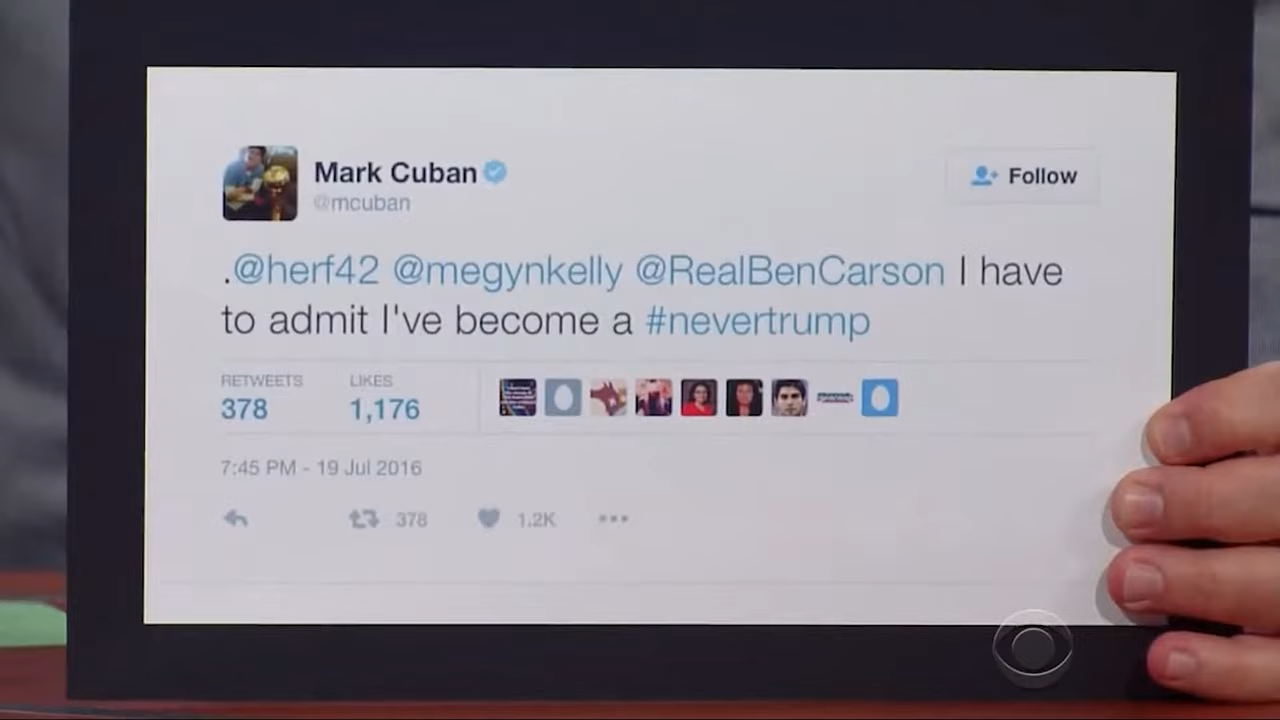 Mark Cuban
@mcuban
Follow
.@herf42 @megynkelly @RealBenCarson I have
to admit I've become a #nevertrump
RETWEETS LIKES
378 1,176
7:45 PM - 19 Jul 2016
378 1.2K